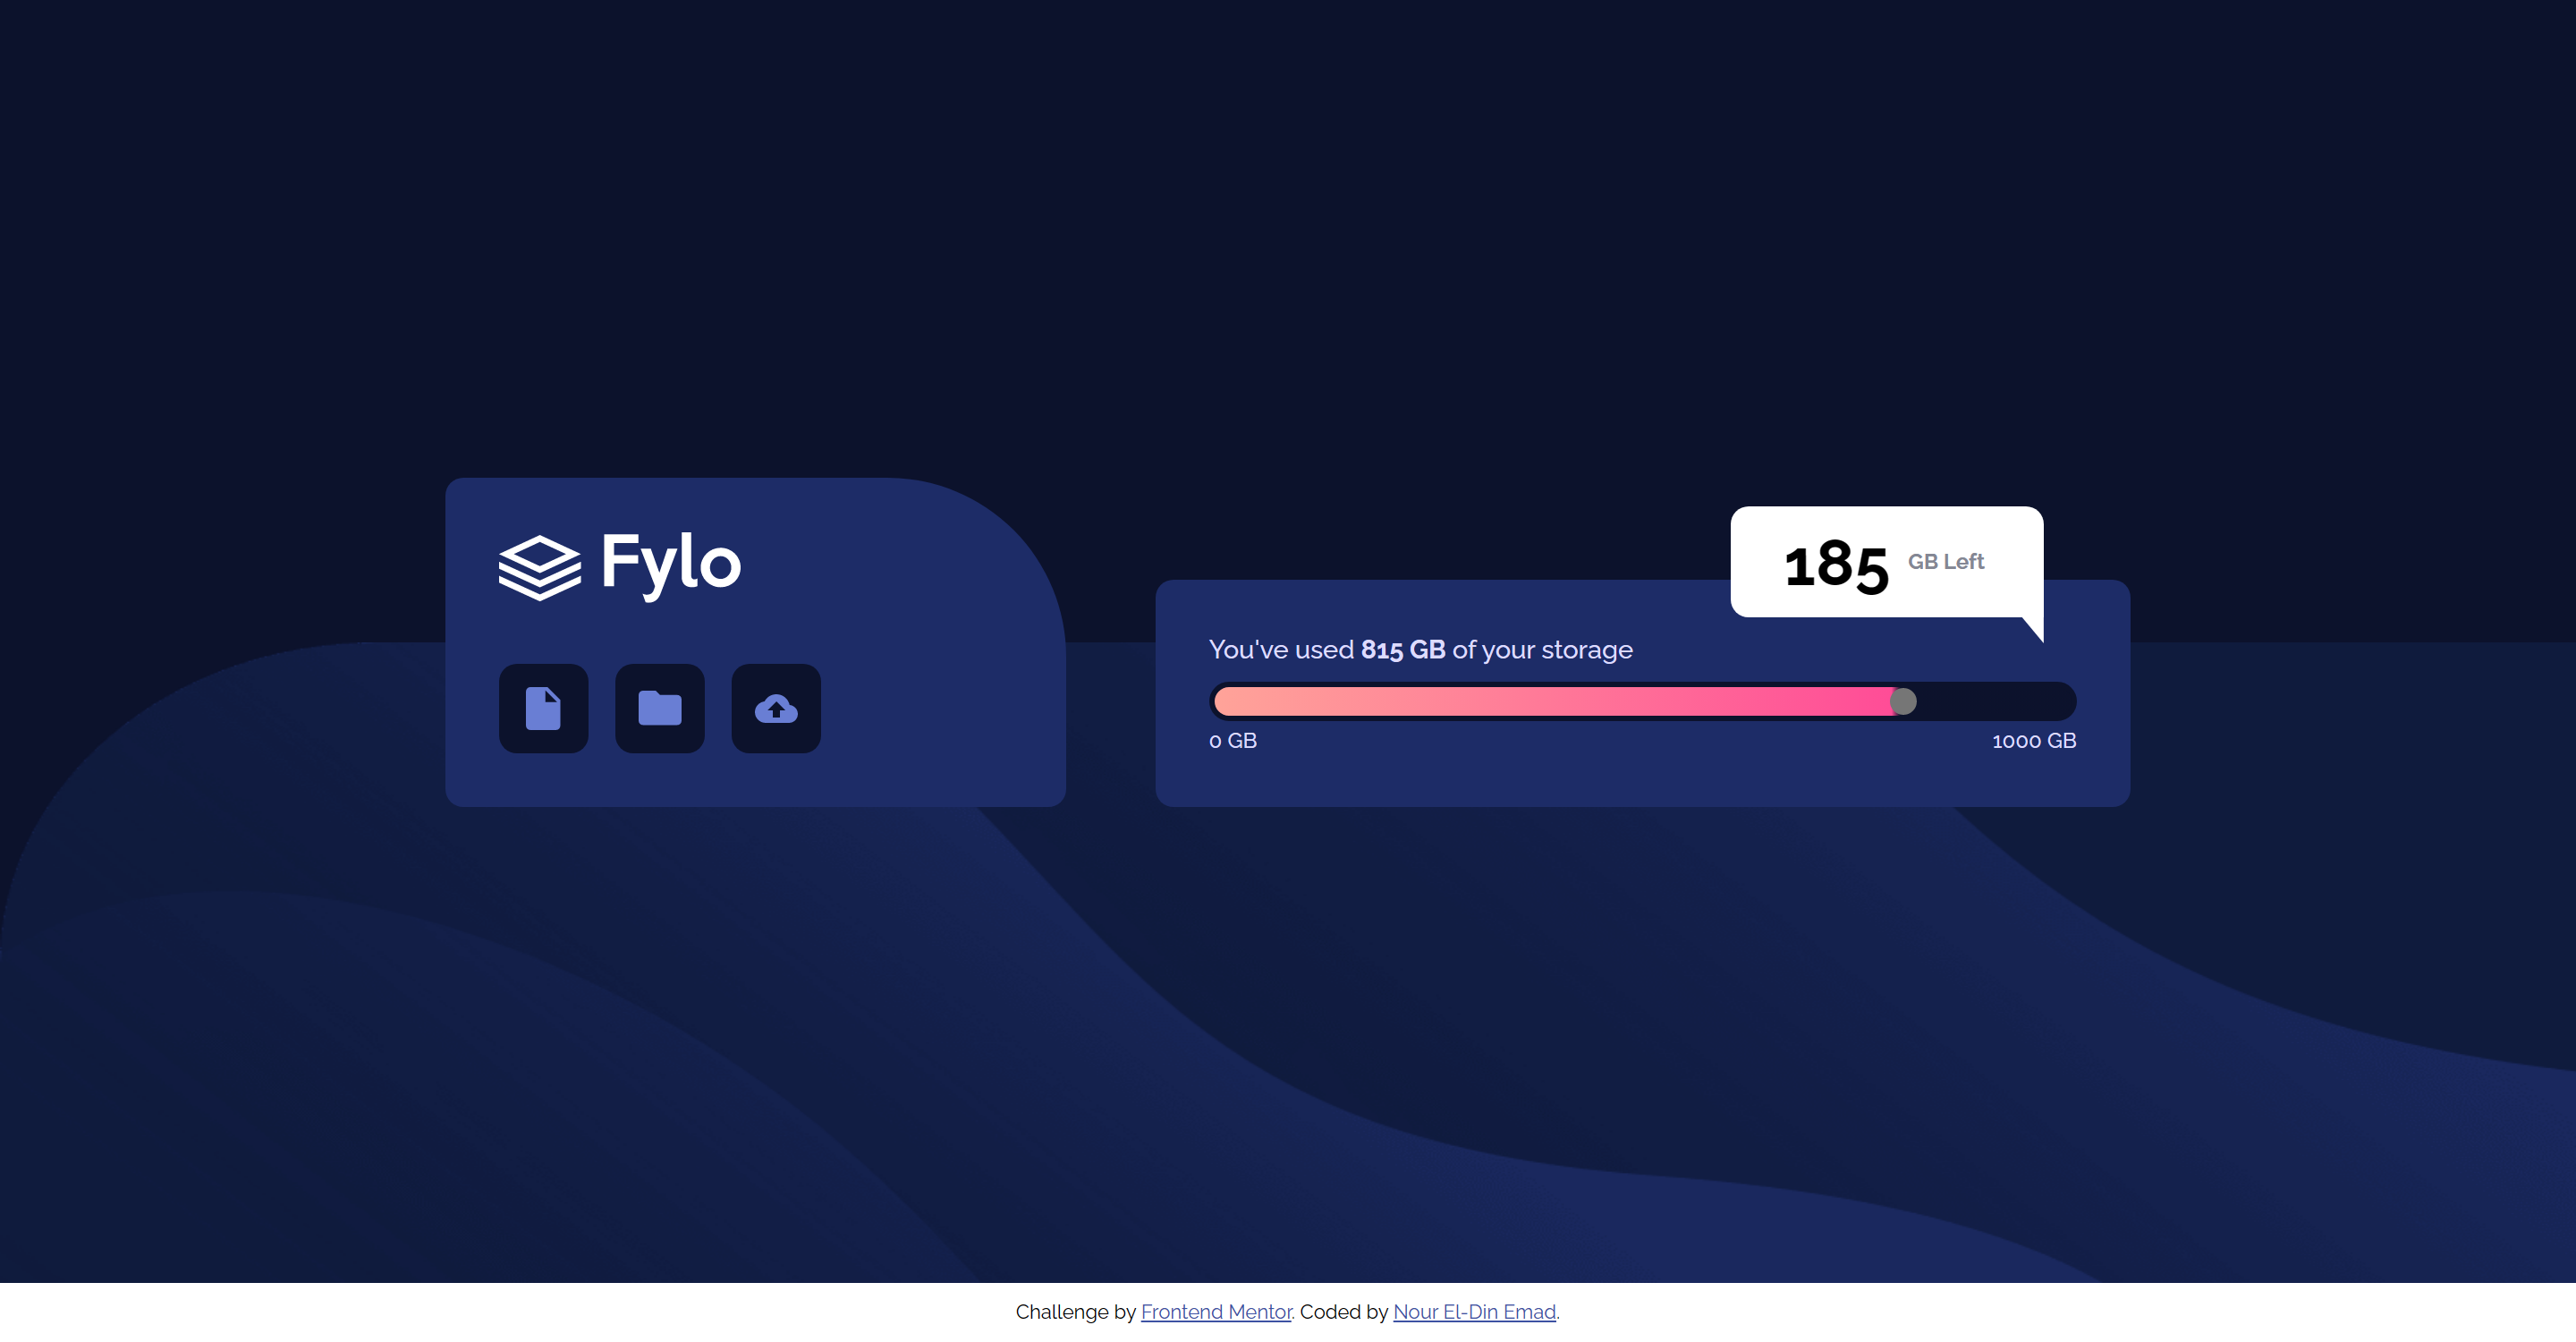 Fylo
185 GB Left
You've used 815 GB of your storage
0 GB
1000 GB
Challenge by Frontend Mentor. Coded by Nour El-Din Emad.